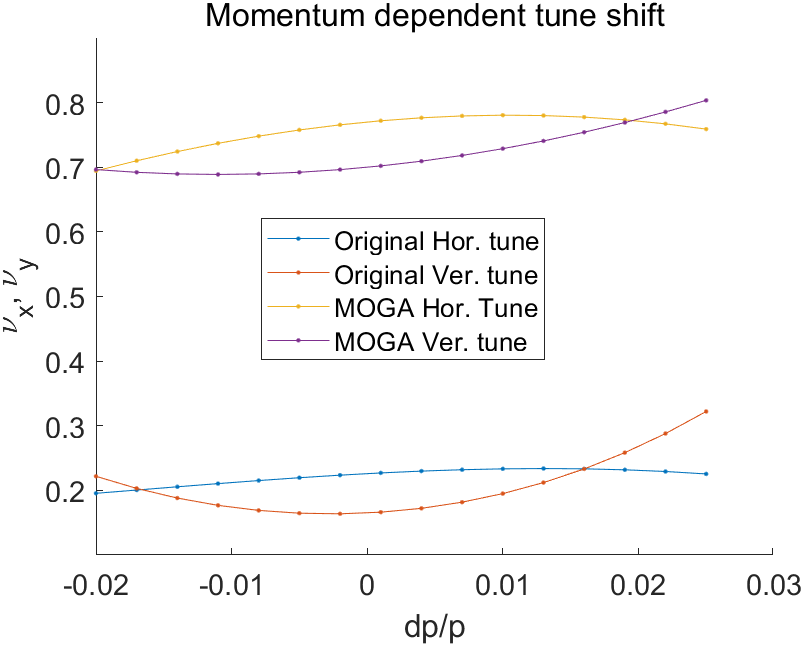 Momentum dependent tune shift
0.8
0.7
0.6
0.5
0.4
0.3
0.2
ν_x, ν_y
Original Hor. tune
Original Ver. tune
MOGA Hor. Tune
MOGA Ver. tune
-0.02 -0.01 0 0.01 0.02 0.03
dp/p